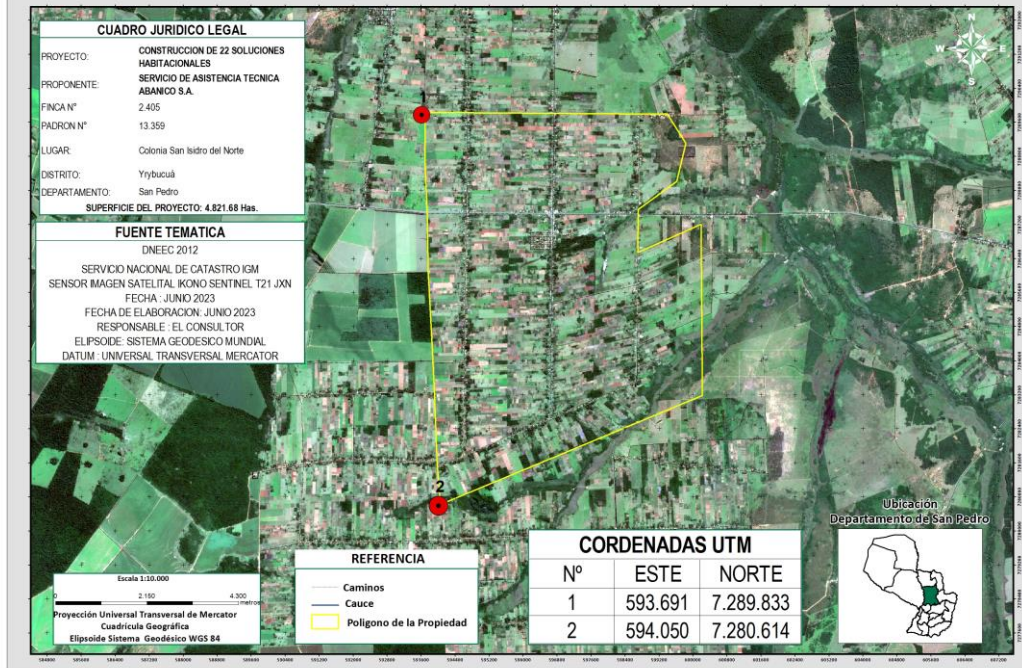 CUADRO JURIDICO LEGAL
PROYECTO: CONSTRUCCION DE 22 SOLUCIONES HABITACIONALES
PROPONENTE: SERVICIO DE ASISTENCIA TECNICA ABANICO S.A.
FINCA N° 2.405
PADRON N° 13.359
LUGAR: Colonia San Isidro del Norte
DISTRITO: Yrybucuà
DEPARTAMENTO: San Pedro
SUPERFICIE DEL PROYECTO: 4.821.68 Has.
FUENTE TEMATICA
DNEEC 2012
SERVICIO NACIONAL DE CATASTRO IGM
SENSOR IMAGEN SATELITAL IKONO SENTINEL T21 JXN
FECHA : JUNIO 2023
FECHA DE ELABORACION: JUNIO 2023
RESPONSABLE : EL CONSULTOR
ELIPSOIDE: SISTEMA GEODESICO MUNDIAL
DATUM : UNIVERSAL TRANSVERSAL MERCATOR
N
W E
S
1
2
Escala 1:10.000
0 2.150 4.300
metros
Proyección Universal Transversal de Mercator
Cuadrícula Geográfica
Elipsoide Sistema Geodésico WGS 84
REFERENCIA
Caminos
Cauce
Poligono de la Propiedad
CORDENADAS UTM
Nº ESTE NORTE
1 593.691 7.289.833
2 594.050 7.280.614
Ubicación
Departamento de San Pedro